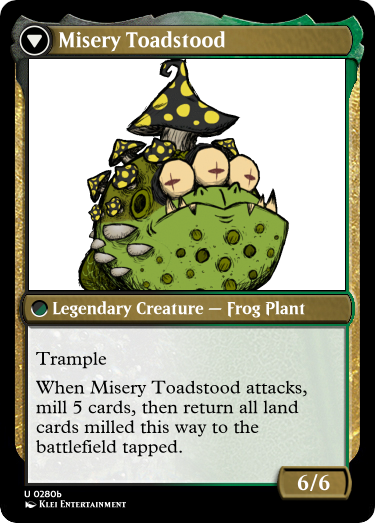 Misery Toadstood
Legendary Creature — Frog Plant
Trample
When Misery Toadstood attacks,
mill 5 cards, then return all land
cards milled this way to the
battlefield tapped.
6/6
U 0280b
Klei Entertainment